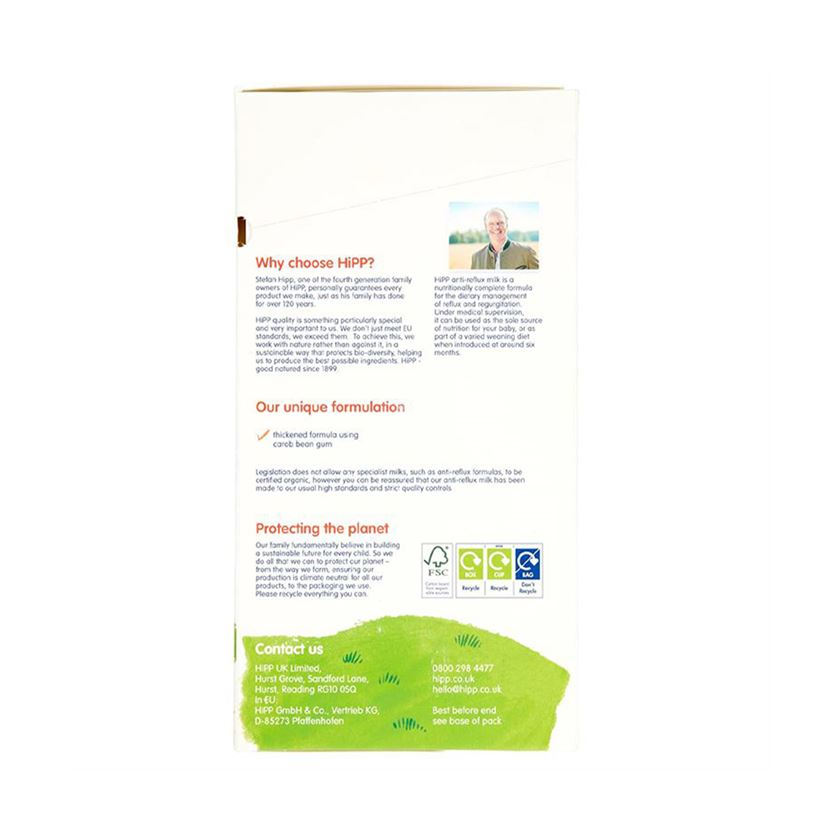 Why choose HiPP?
Stefan Hipp, one of the fourth generation family
owners of HiPP, personally guarantees every
product we make, just as his family has done
for over 120 years.
HiPP quality is something particularly special
and very important to us. We don't just meet EU
standards, we exceed them. To achieve this, we
work with nature rather than against it, in a
sustainable way that protects bio-diversity, helping
us to produce the best possible ingredients. HiPP -
good natured since 1899.
HiPP anti-reflux milk is a
nutritionally complete formula
for the dietary management
of reflux and regurgitation.
Under medical supervision,
it can be used as the sole source
of nutrition for your baby, or as
part of a varied weaning diet
when introduced at around six
months.
Our unique formulation
thickened formula using
carob bean gum
Legislation does not allow any specialist milks, such as anti-reflux formulas, to be
certified organic, however you can be reassured that our anti-reflux milk has been
made to our usual high standards and strict quality controls.
Protecting the planet
Our family fundamentally believe in building
a sustainable future for every child. So we
do all that we can to protect our planet –
from the way we farm, ensuring our
production is climate neutral for all our
products, to the packaging we use.
Please recycle everything you can.
FSC
BOX
Recycle
CUP
Recycle
BAG
Don't
Recycle
Contact us
HiPP UK Limited,
Hurst Grove, Sandford Lane,
Hurst, Reading RG10 0SQ
In EU:
HiPP GmbH & Co., Vertrieb KG,
D-85273 Pfaffenhofen
0800 298 4477
hipp.co.uk
hello@hipp.co.uk
Best before end
see base of pack